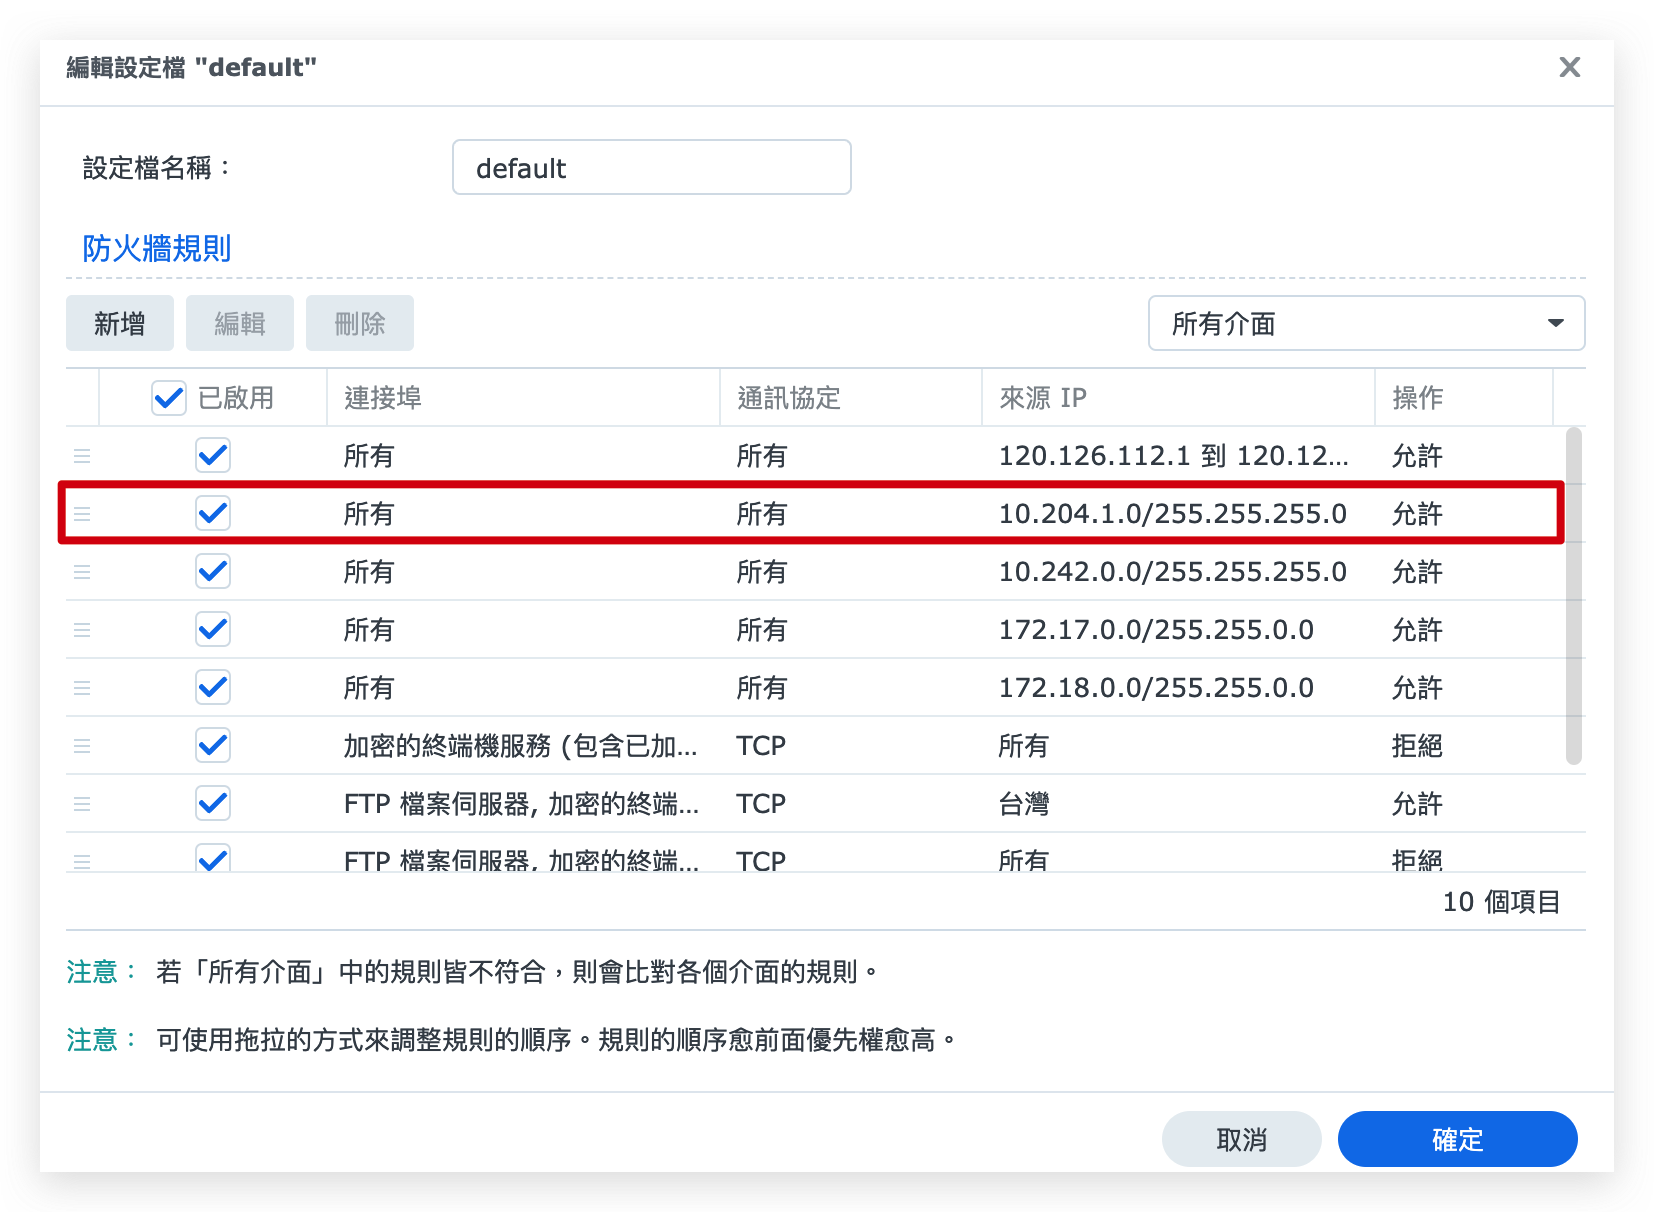 編輯設定檔 "default"
設定檔名稱：
default
防火牆規則
新增 編輯 刪除 所有介面
已啟用 連接埠 通訊協定 來源 IP 操作
所有 所有 120.126.112.1 到 120.12... 允許
所有 所有 10.204.1.0/255.255.255.0 允許
所有 所有 10.242.0.0/255.255.255.0 允許
所有 所有 172.17.0.0/255.255.0.0 允許
所有 所有 172.18.0.0/255.255.0.0 允許
加密的終端機服務 (包含已加... TCP 所有 拒絕
FTP 檔案伺服器, 加密的終端... TCP 台灣 允許
FTP 檔案伺服器, 加密的終端... TCP 所有 拒絕
10 個項目
注意： 若「所有介面」中的規則皆不符合，則會比對各個介面的規則。
注意： 可使用拖拉的方式來調整規則的順序。規則的順序愈前面優先權愈高。
取消 確定